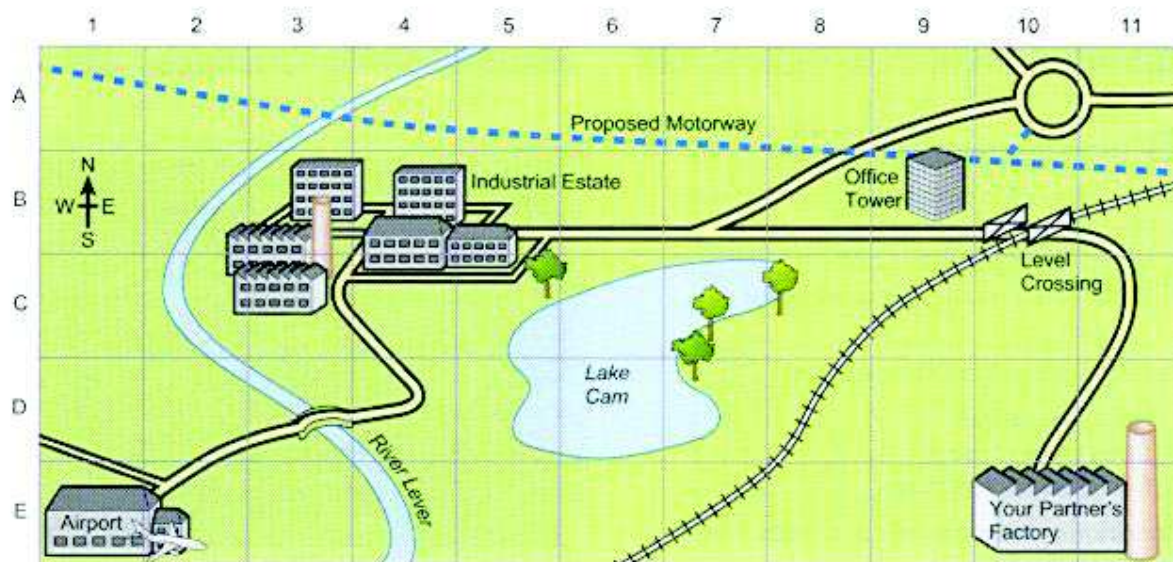 1 2 3 4 5 6 7 8 9 10 11
A
Proposed Motorway
N
W E
S
B
Industrial Estate
Office
Tower
Level
Crossing
C
Lake
Cam
D
River Lever
E
Airport
Your Partner's
Factory